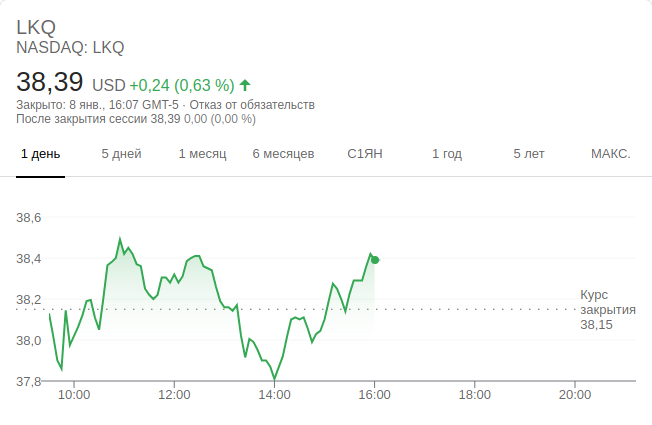 LKQ
NASDAQ: LKQ
38,39 USD +0,24 (0,63 %)
Закрыто: 8 янв., 16:07 GMT-5 · Отказ от обязательств
После закрытия сессии 38,39 0,00 (0,00 %)
1 день 5 дней 1 месяц 6 месяцев С1ЯН 1 год 5 лет МАКС.
38,6
38,4
38,2
38,0
37,8
Курс
закрытия
38,15
10:00 12:00 14:00 16:00 18:00 20:00